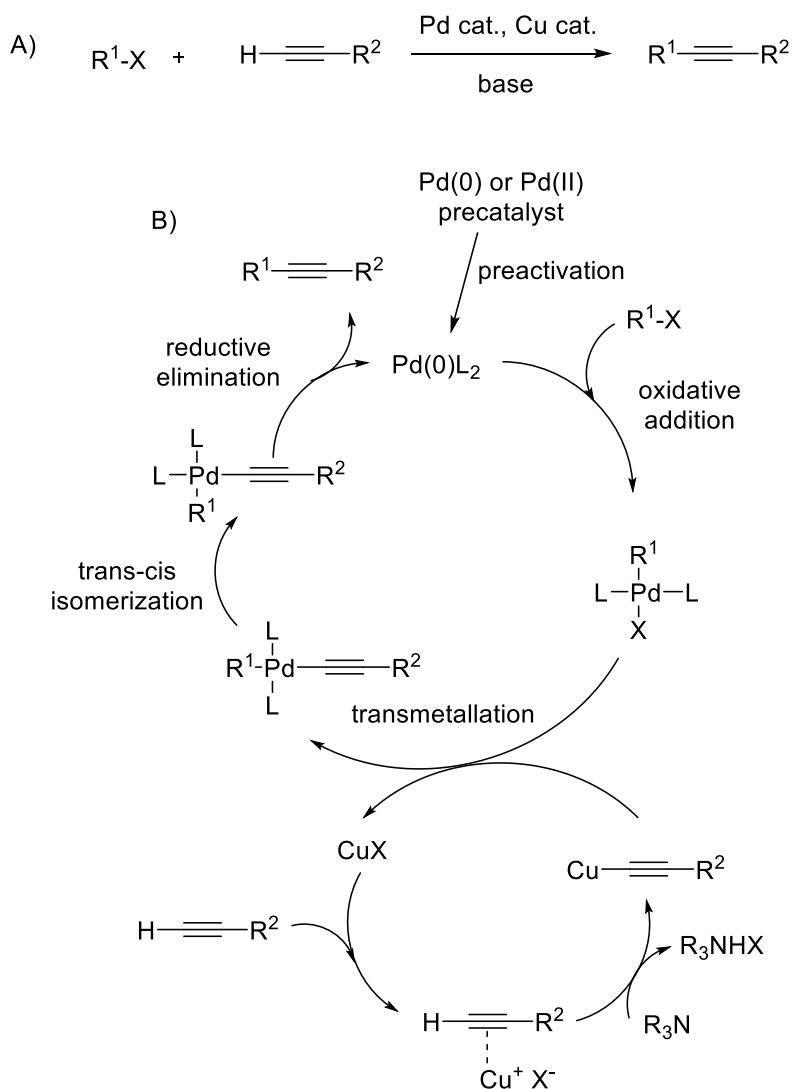 A)
R¹-X + H R²
Pd cat., Cu cat.
base
R¹ R²
B)
Pd(0) or Pd(II)
precatalyst
preactivation
R¹ R²
R¹-X
reductive
elimination
Pd(0)L₂
oxidative
addition
L
L Pd R²
R¹
trans-cis
isomerization
R¹
L Pd L
X
L
R¹ Pd R²
L
transmetallation
CuX
Cu R²
H R²
R₃NHX
H R²
R₃N
Cu⁺ X⁻